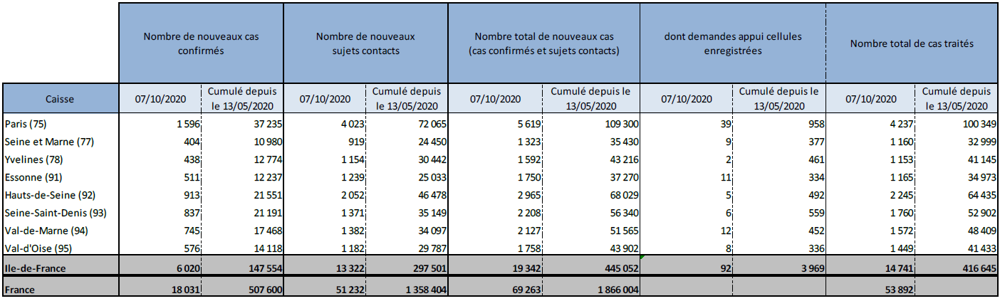 Nombre de nouveaux cas confirmés
Nombre de nouveaux sujets contacts
Nombre total de nouveaux cas (cas confirmés et sujets contacts)
dont demandes appui cellules enregistrées
Nombre total de cas traités
Caisse 07/10/2020 Cumulé depuis le 13/05/2020 07/10/2020 Cumulé depuis le 13/05/2020 07/10/2020 Cumulé depuis le 13/05/2020 07/10/2020 Cumulé depuis le 13/05/2020 07/10/2020 Cumulé depuis le 13/05/2020
Paris (75) 1 596 37 235 4 023 72 065 5 619 109 300 39 958 4 237 100 349
Seine et Marne (77) 404 10 980 919 24 450 1 323 35 430 9 377 1 160 32 999
Yvelines (78) 438 12 774 1 154 30 442 1 592 43 216 2 461 1 153 41 145
Essonne (91) 511 12 237 1 239 25 033 1 750 37 270 11 334 1 165 34 973
Hauts-de-Seine (92) 913 21 551 2 052 46 478 2 965 68 029 5 492 2 245 64 435
Seine-Saint-Denis (93) 837 21 191 1 371 35 149 2 208 56 340 6 559 1 760 52 902
Val-de-Marne (94) 745 17 468 1 382 34 097 2 127 51 565 12 452 1 572 48 409
Val-d'Oise (95) 576 14 118 1 182 29 787 1 758 43 902 8 336 1 449 41 433
Ile-de-France 6 020 147 554 13 322 297 501 19 342 445 052 92 3 969 14 741 416 645
France 18 031 507 600 51 232 1 358 404 69 263 1 866 004 53 892